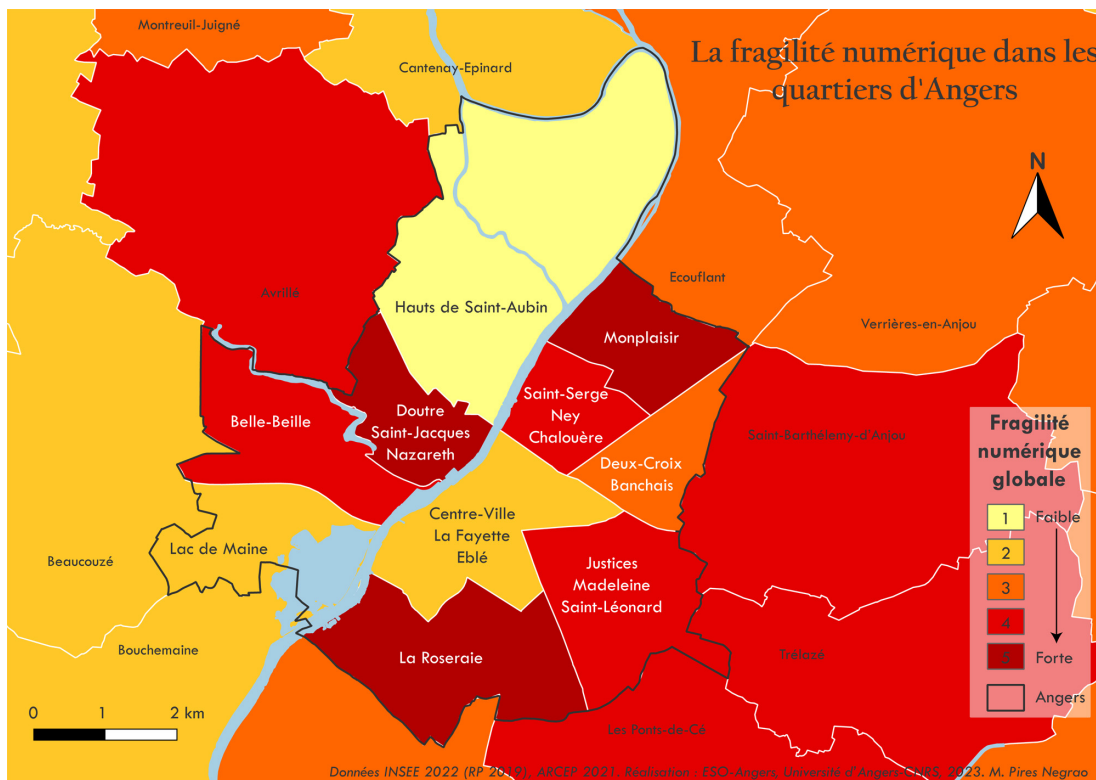 La fragilité numérique dans les
quartiers d'Angers
Montreuil-Juigné
Cantenay-Epinard
N
Ecouflant
Avrillé
Hauts de Saint-Aubin
Verrières-en-Anjou
Monplaisir
Belle-Beille
Doutre
Saint-Jacques
Nazareth
Saint-Serge
Ney
Chalouère
Saint-Barthélemy-d'Anjou
Deux-Croix
Banchais
Centre-Ville
La Fayette
Eblé
Lac de Maine
Beaucouzé
Justices
Madeleine
Saint-Léonard
Bouchemaine
La Roseraie
Trélazé
Les Ponts-de-Cé
Fragilité
numérique
globale
1 Faible
2
3
4
5 Forte
Angers
0 1 2 km
Données INSEE 2022 (RP 2019), ARCEP 2021. Réalisation : ESO-Angers, Université d'Angers-CNRS, 2023. M. Pires Negrao